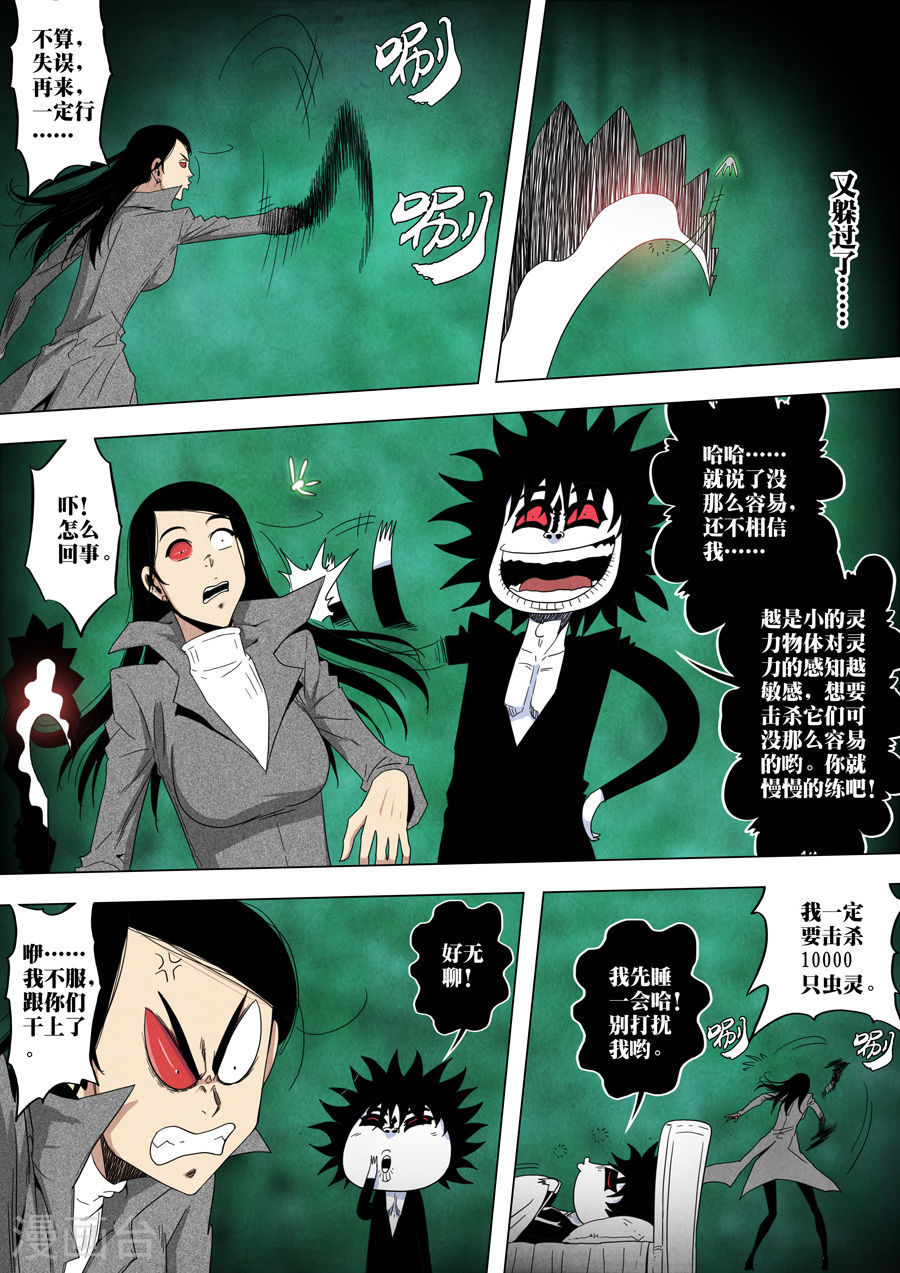 不算，
失误，
再来，
一定行
……
唰
唰
又躲过了……
吓！
怎么
回事。
哈哈……
就说了没
那么容易，
还不相信
我……
越是小的灵
力物体对灵
力的感知越
敏感，想要
击杀它们可
没那么容易
的哟。你就
慢慢的练吧！
咿……
我不服，
跟你们
干上了
。
好无
聊！
我先睡
一会哈！
别打扰
我哟。
我一定
要击杀
10000
只虫灵。
唰
唰
漫画台